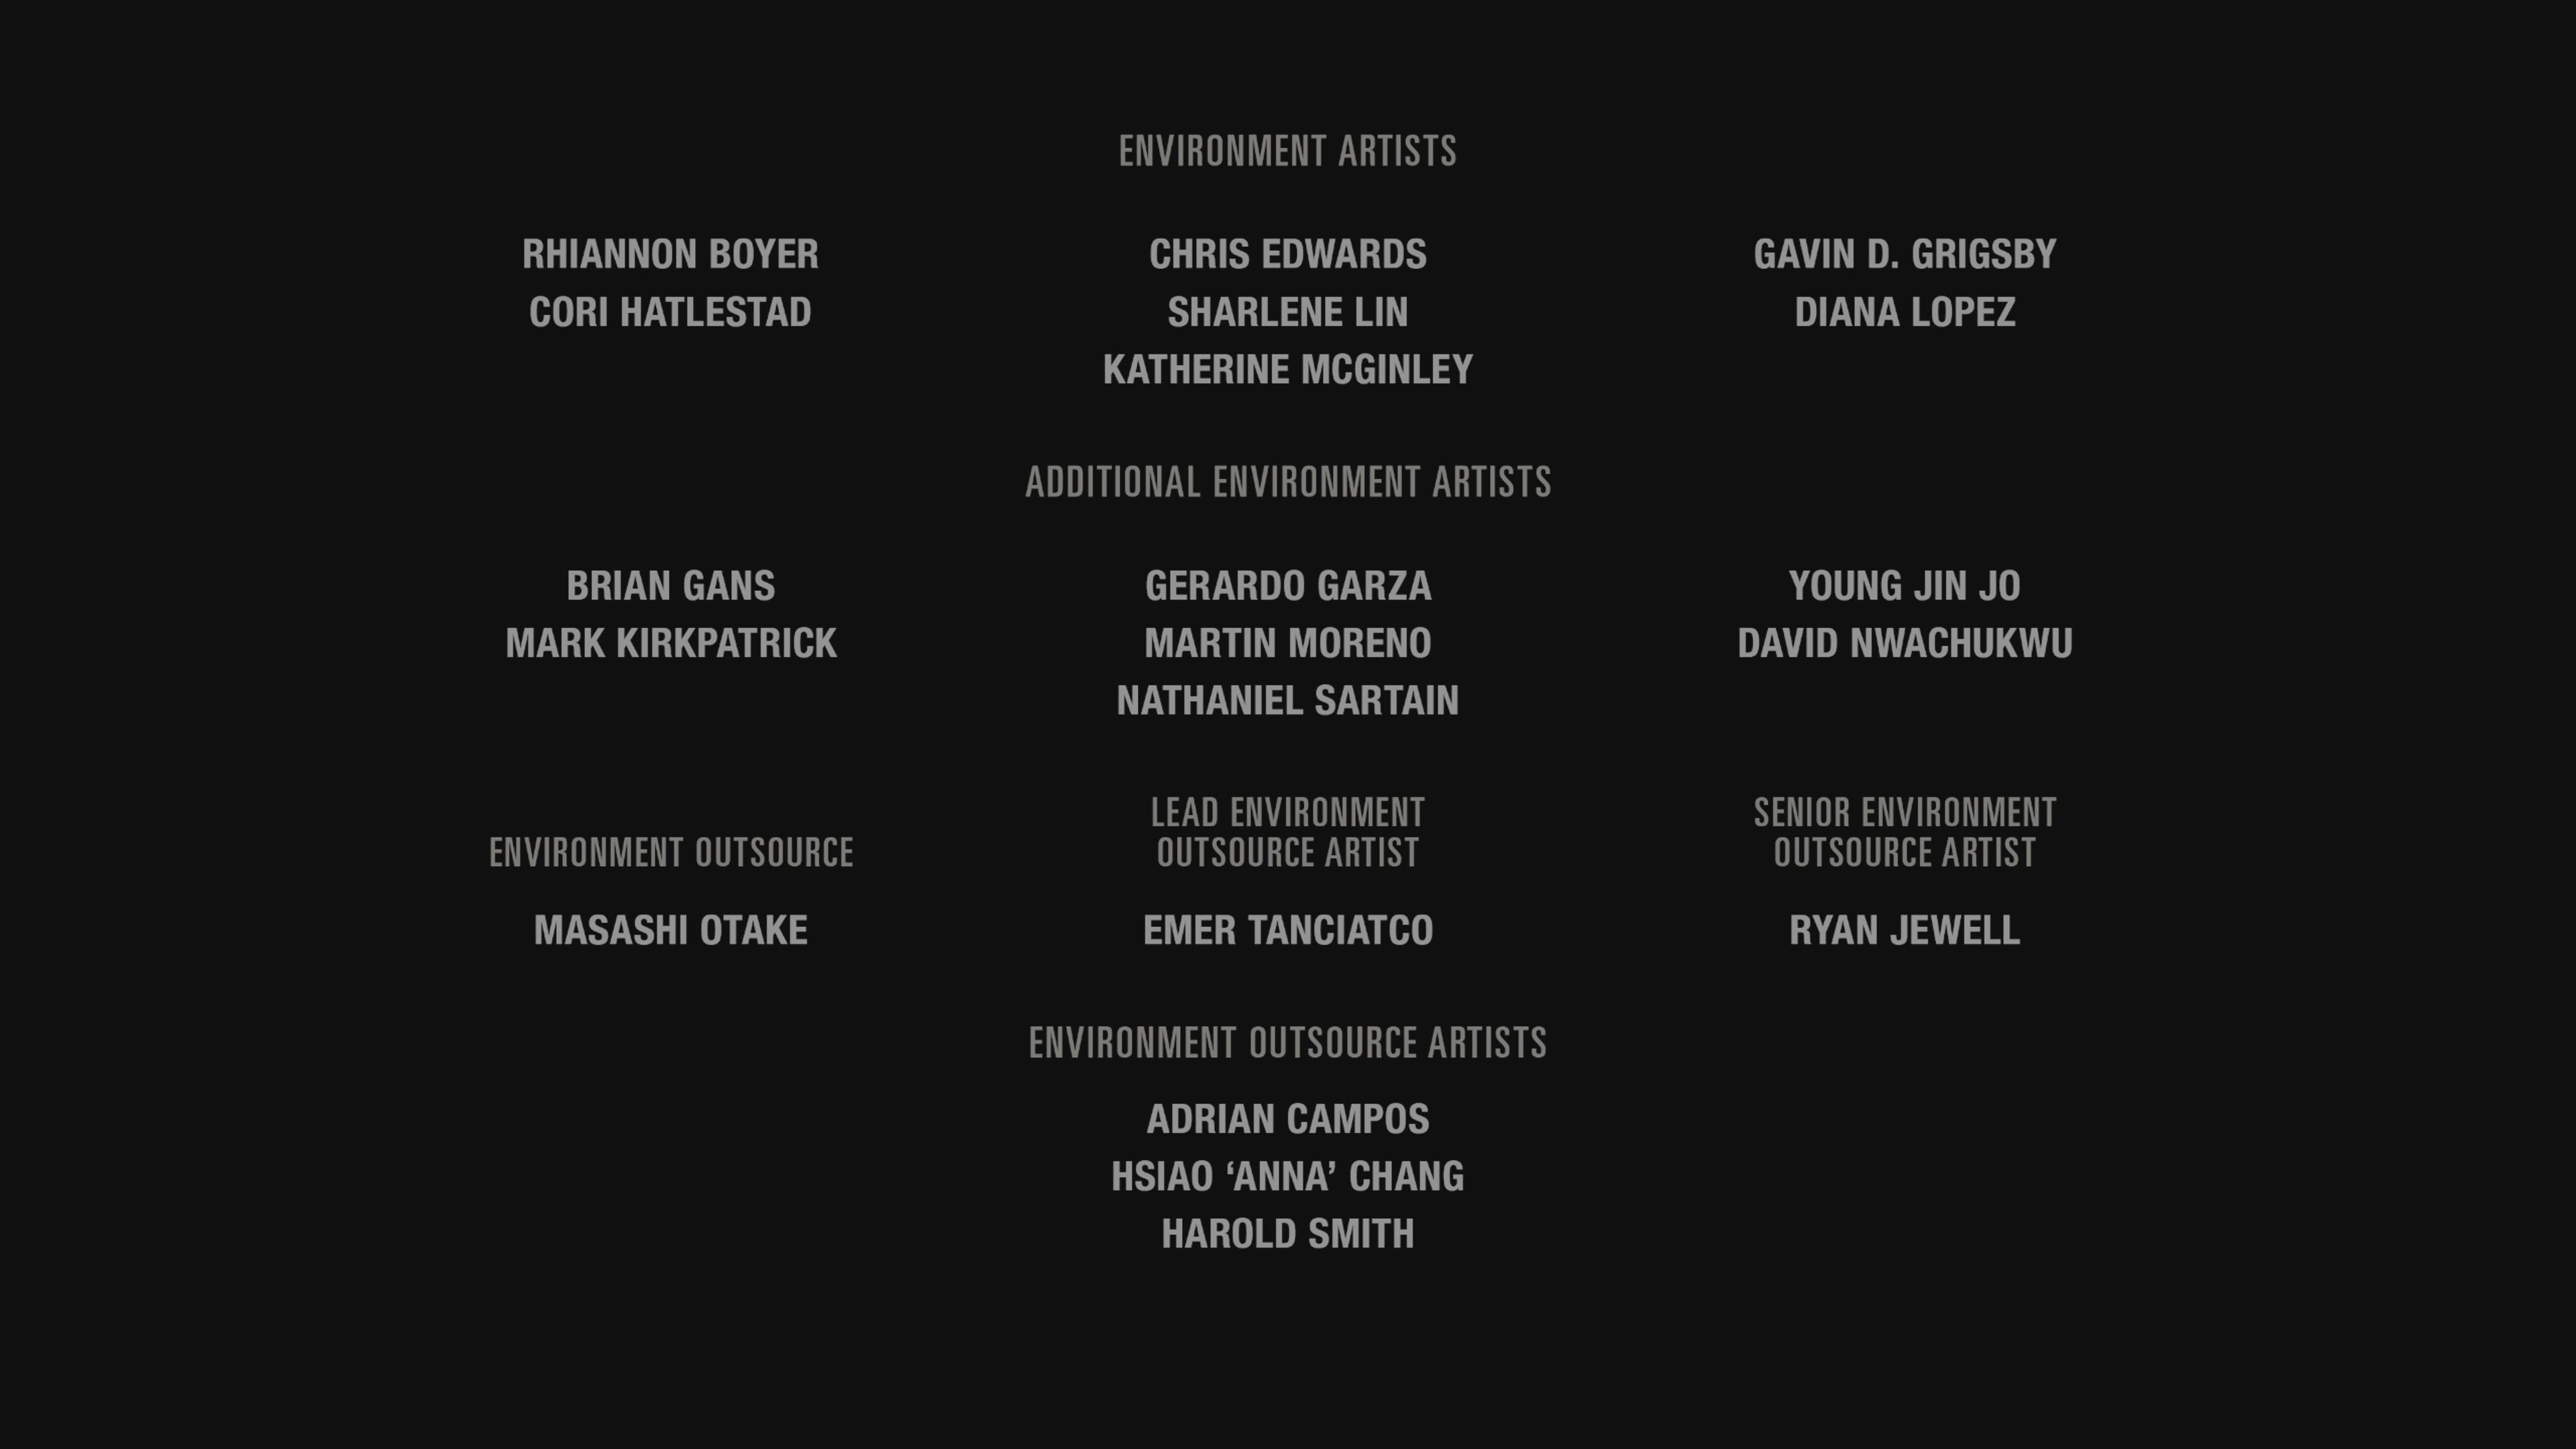 ENVIRONMENT ARTISTS
RHIANNON BOYER CHRIS EDWARDS GAVIN D. GRIGSBY
CORI HATLESTAD SHARLENE LIN DIANA LOPEZ
KATHERINE MCGINLEY
ADDITIONAL ENVIRONMENT ARTISTS
BRIAN GANS GERARDO GARZA YOUNG JIN JO
MARK KIRKPATRICK MARTIN MORENO DAVID NWACHUKWU
NATHANIEL SARTAIN
ENVIRONMENT OUTSOURCE
MASASHI OTAKE
LEAD ENVIRONMENT
OUTSOURCE ARTIST
EMER TANCIATCO
SENIOR ENVIRONMENT
OUTSOURCE ARTIST
RYAN JEWELL
ENVIRONMENT OUTSOURCE ARTISTS
ADRIAN CAMPOS
HSIAO ‘ANNA’ CHANG
HAROLD SMITH